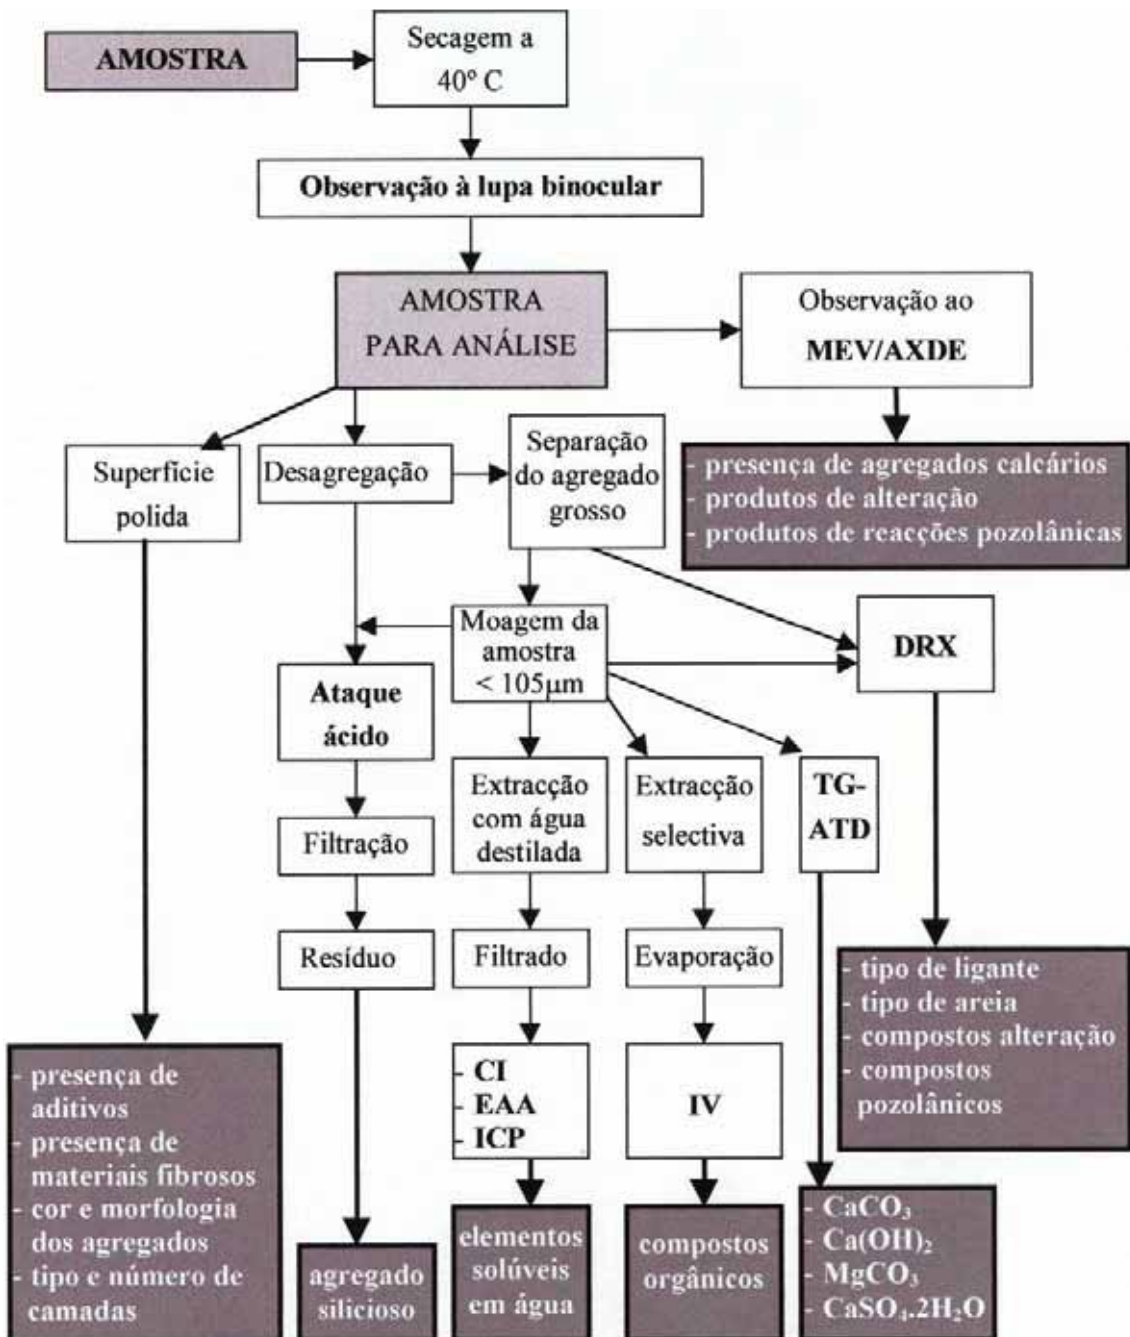 AMOSTRA
Secagem a
40º C
Observação à lupa binocular
AMOSTRA
PARA ANÁLISE
Observação ao
MEV/AXDE
- presença de agregados calcários
- produtos de alteração
- produtos de reacções pozolânicas
Superfície
polida
Desagregação
Separação
do agregado
grosso
Moagem da
amostra
< 105μm
DRX
Ataque
ácido
Extracção
com água
destilada
Extracção
selectiva
TG-
ATD
Filtração
Resíduo
Filtrado
Evaporação
- tipo de ligante
- tipo de areia
- compostos alteração
- compostos
pozolânicos
- presença de
aditivos
- presença de
materiais fibrosos
- cor e morfologia
dos agregados
- tipo e número de
camadas
- CI
- EAA
- ICP
IV
agregado
silicioso
elementos
solúveis
em água
compostos
orgânicos
- CaCO₃
- Ca(OH)₂
- MgCO₃
- CaSO₄.2H₂O